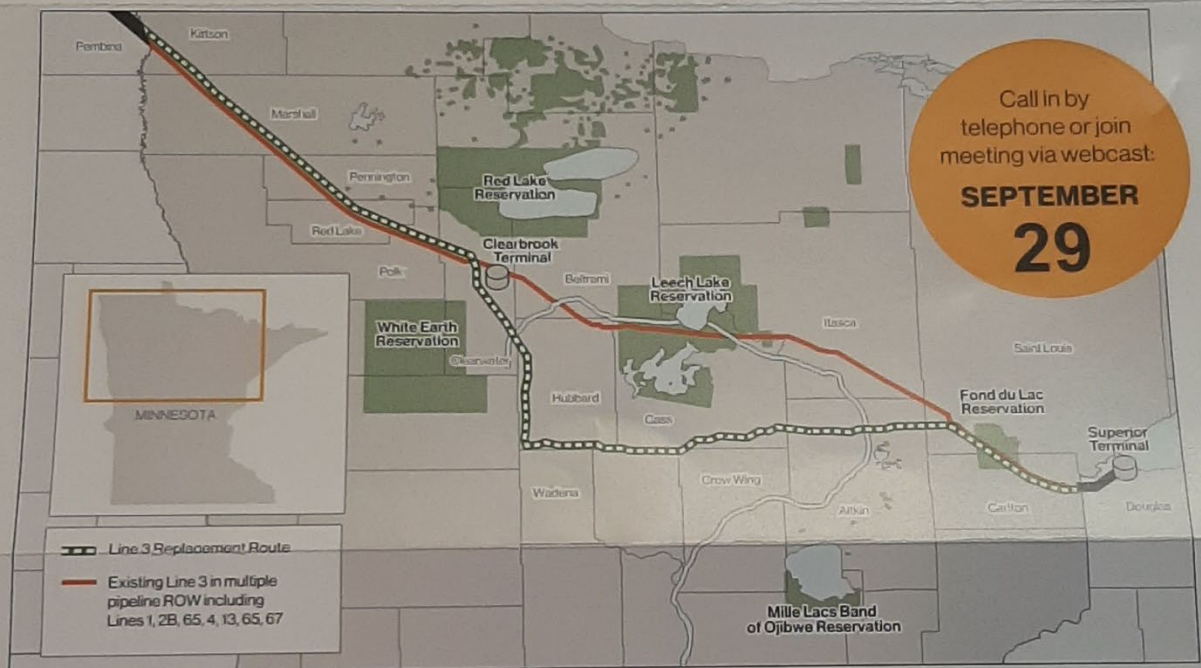 Pembina
Kittson
Marshall
Pennington
Red Lake
Polk
Red Lake
Reservation
Clearbrook
Terminal
Beltrami
Leech Lake
Reservation
Itasca
Saint Louis
White Earth
Reservation
Clearwater
Hubbard
Cass
Fond du Lac
Reservation
Superior
Terminal
Wadena
Crow Wing
Aitkin
Carlton
Douglas
Mille Lacs Band
of Ojibwe Reservation
Call in by
telephone or join
meeting via webcast:
SEPTEMBER
29
MINNESOTA
Line 3 Replacement Route
Existing Line 3 in multiple
pipeline ROW including
Lines 1, 2B, 65, 4, 13, 65, 67